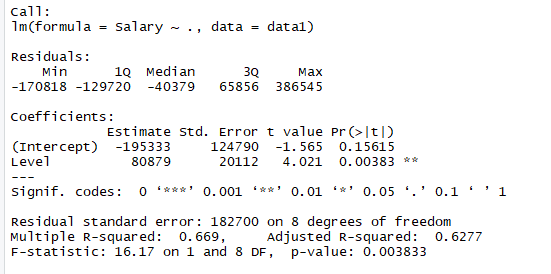 Call:
lm(formula = Salary ~ ., data = data1)
Residuals:
Min 1Q Median 3Q Max
-170818 -129720 -40379 65856 386545
Coefficients:
Estimate Std. Error t value Pr(>|t|)
(Intercept) -195333 124790 -1.565 0.15615
Level 80879 20112 4.021 0.00383 **
---
Signif. codes: 0 ‘***’ 0.001 ‘**’ 0.01 ‘*’ 0.05 ‘.’ 0.1 ‘ ’ 1
Residual standard error: 182700 on 8 degrees of freedom
Multiple R-squared: 0.669, Adjusted R-squared: 0.6277
F-statistic: 16.17 on 1 and 8 DF, p-value: 0.003833